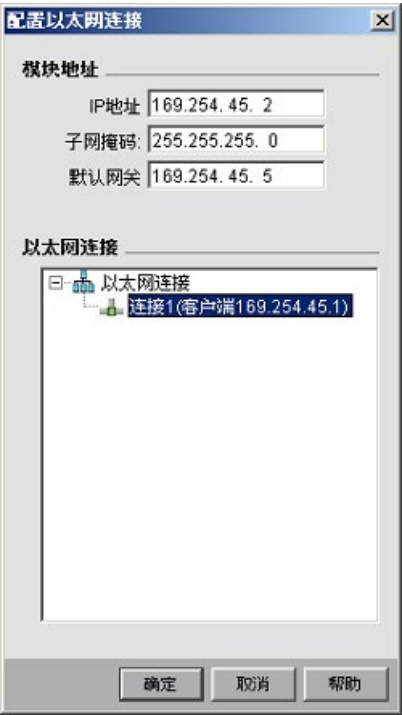 配置以太网连接
模块地址
IP地址 169.254. 45. 2
子网掩码: 255.255.255. 0
默认网关 169.254. 45. 5
以太网连接
以太网连接
连接1(客户端169.254.45.1)
确定 取消 帮助